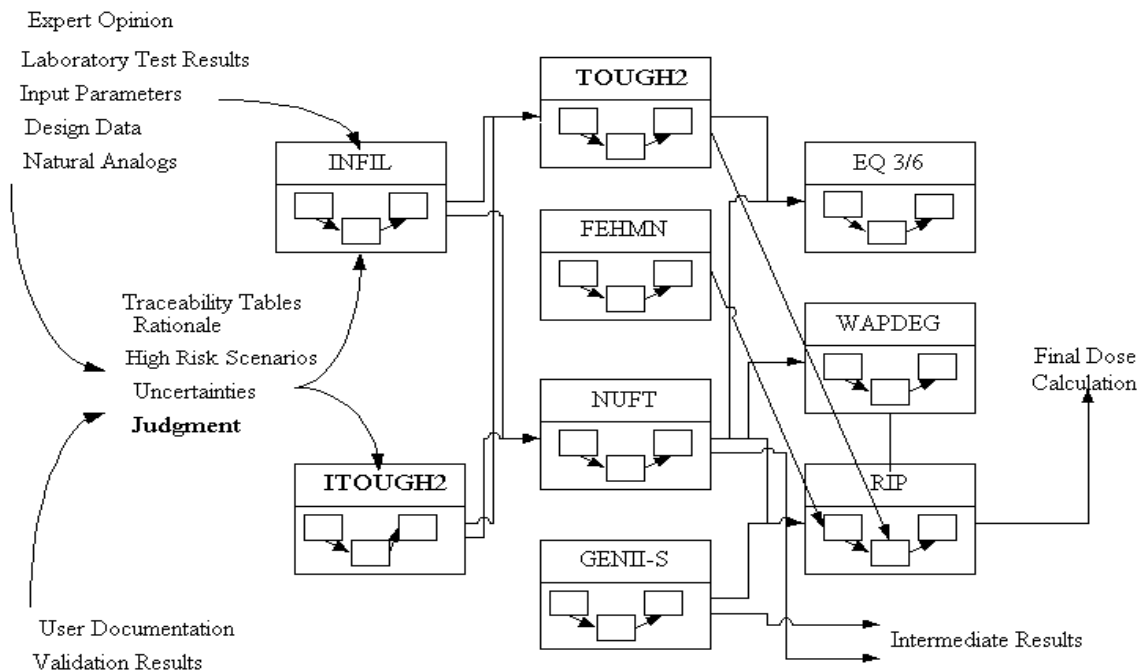 Expert Opinion
Laboratory Test Results
Input Parameters
Design Data
Natural Analogs
INFIL
Traceability Tables
Rationale
High Risk Scenarios
Uncertainties
Judgment
ITOUGH2
User Documentation
Validation Results
TOUGH2
FEHMN
NUFT
GENII-S
EQ 3/6
WAPDEG
RIP
Final Dose
Calculation
Intermediate Results